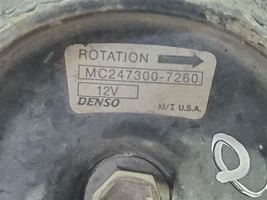 ROTATION
MC247300-7260
12V
DENSO
M/I U.S.A.